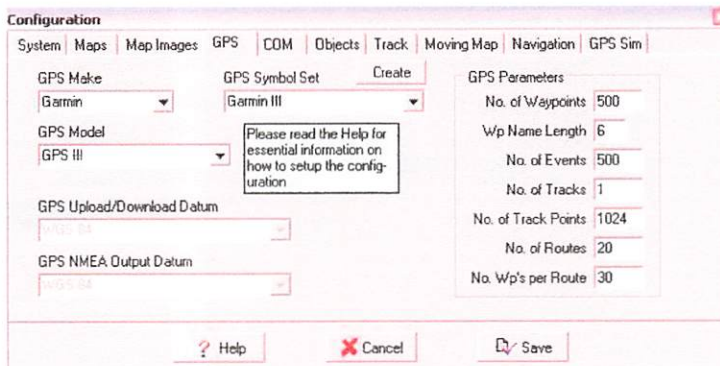 Configuration
System Maps Map Images GPS COM Objects Track Moving Map Navigation GPS Sim
GPS Make
Garmin
GPS Symbol Set
Create
Garmin III
GPS Model
GPS III
Please read the Help for
essential information on
how to setup the config-
uration
GPS Upload/Download Datum
WGS 84
GPS NMEA Output Datum
WGS 84
GPS Parameters
No. of Waypoints 500
Wp Name Length 6
No. of Events 500
No. of Tracks 1
No. of Track Points 1024
No. of Routes 20
No. Wp's per Route 30
? Help
Cancel
Save